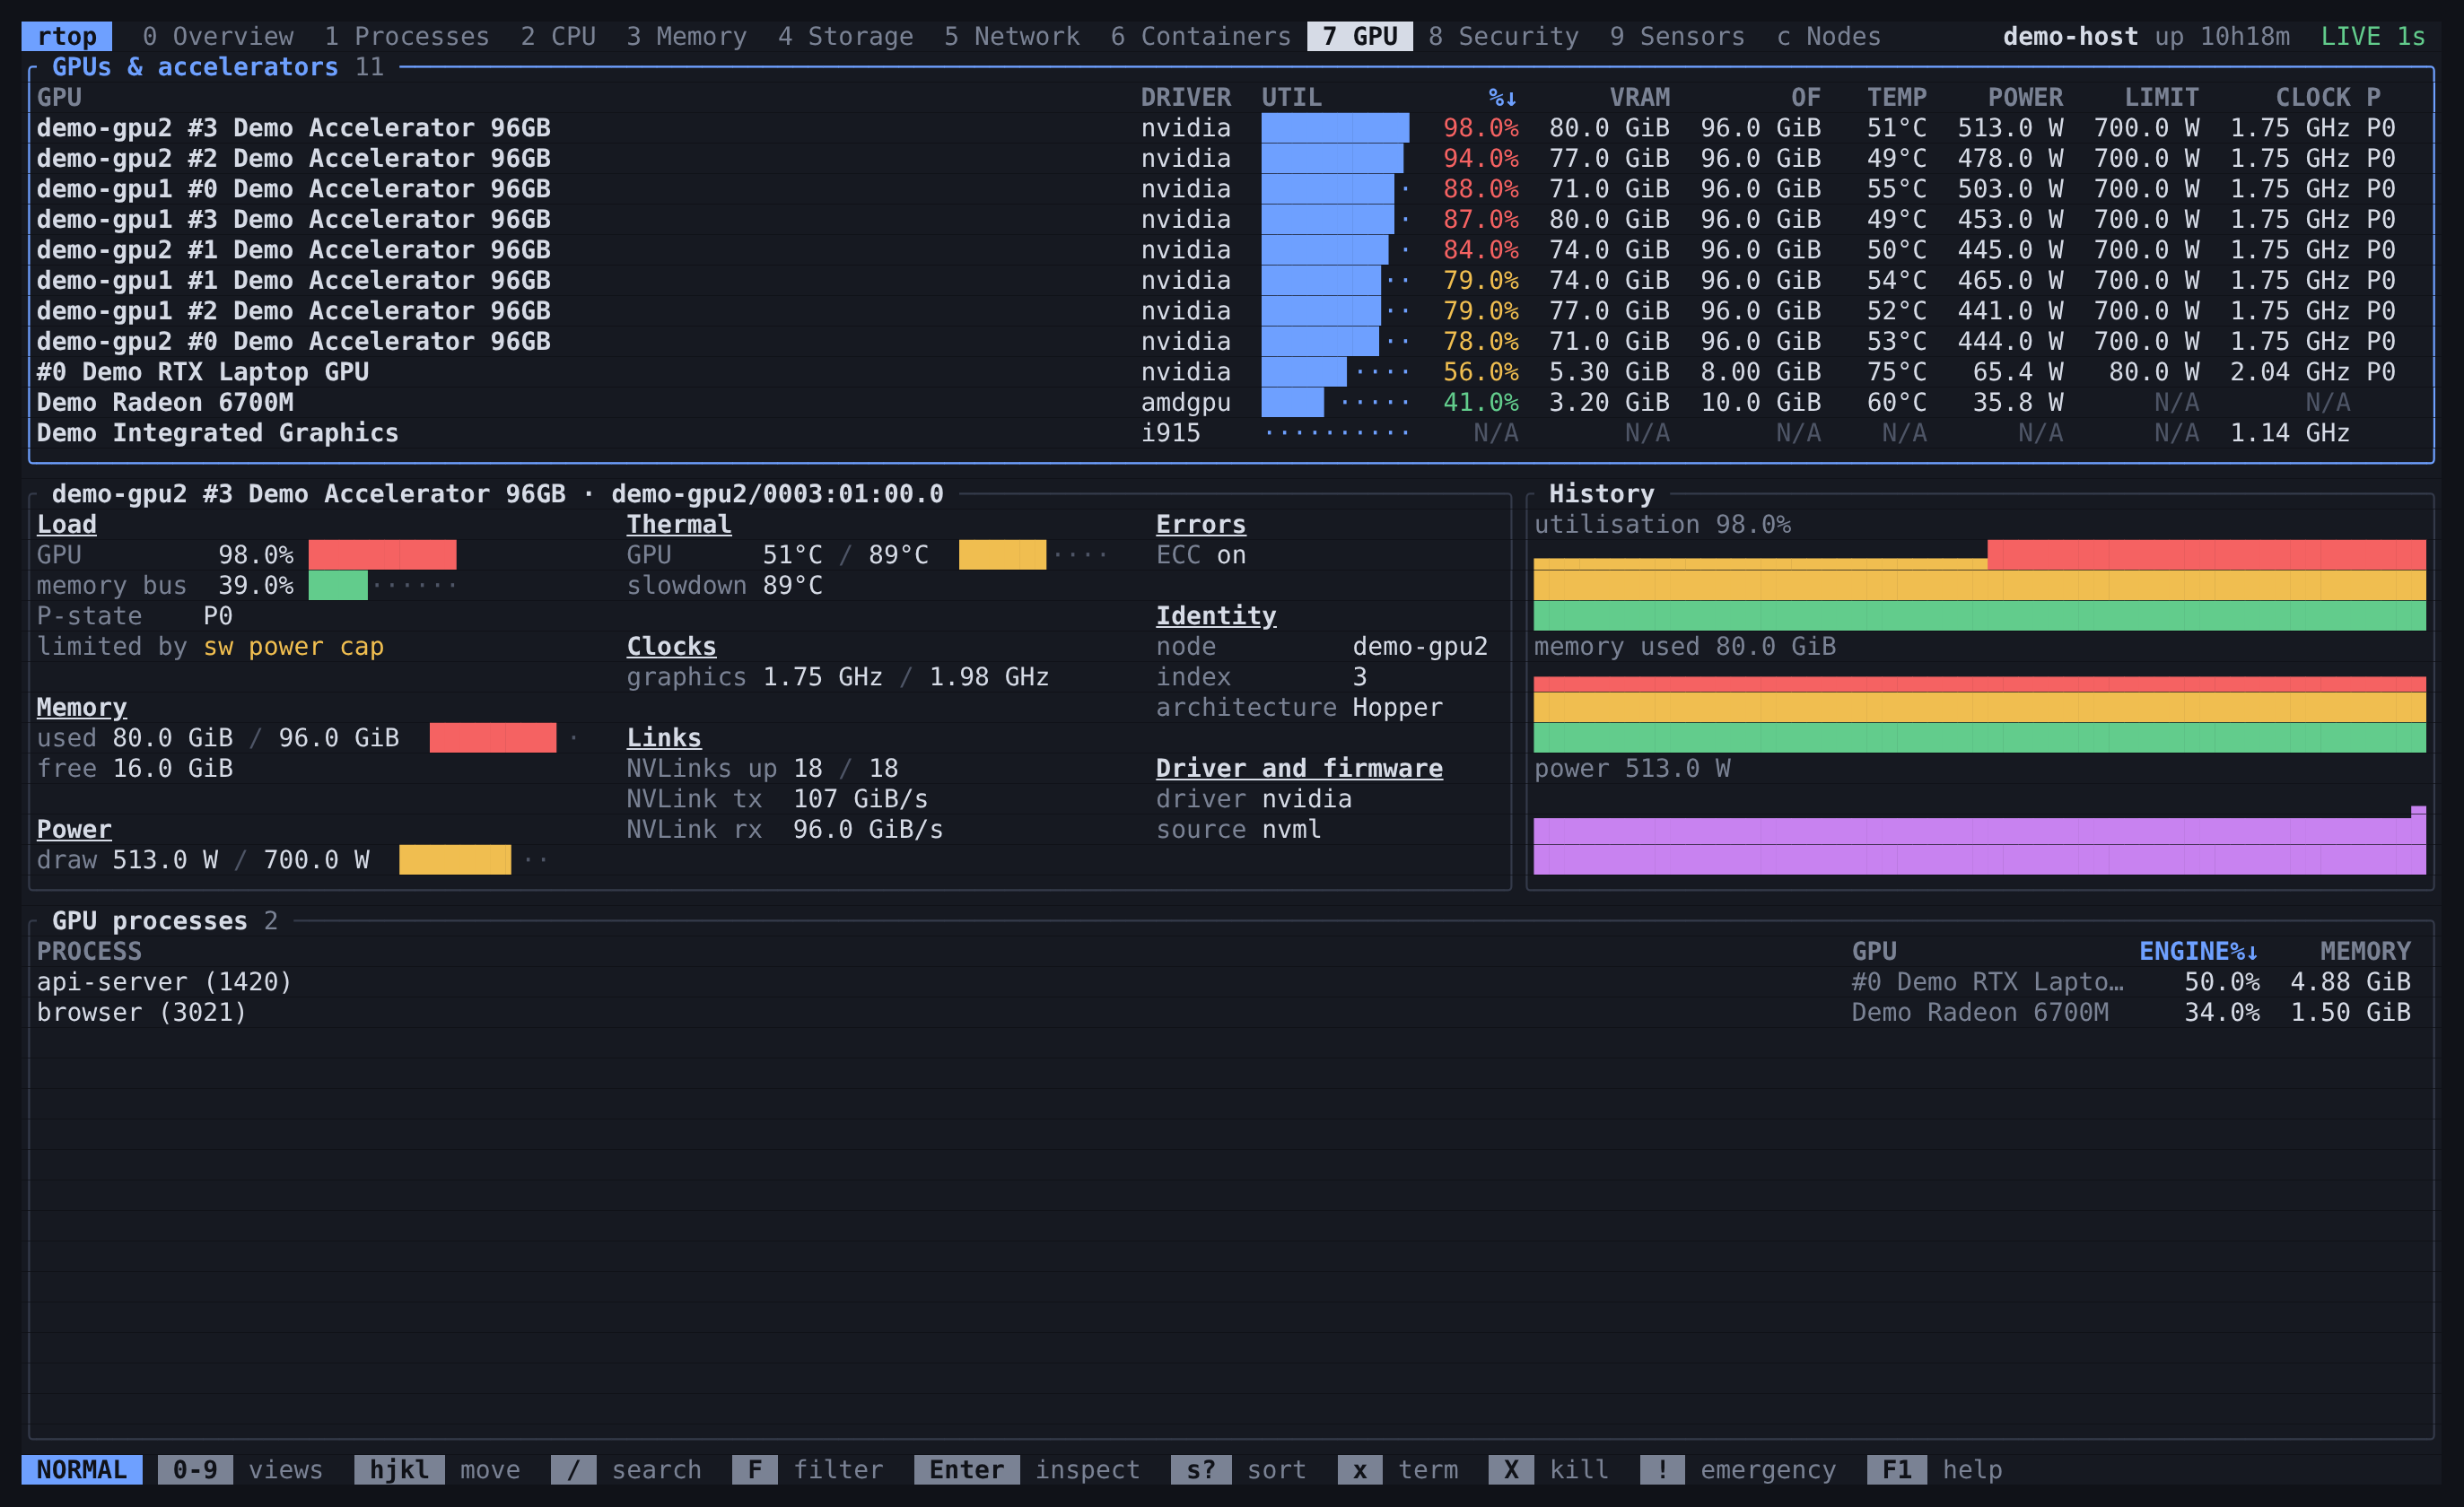 rtop 0 Overview 1 Processes 2 CPU 3 Memory 4 Storage 5 Network 6 Containers 7 GPU 8 Security 9 Sensors c Nodes demo-host up 10h18m LIVE 1s
GPUs & accelerators 11
GPU DRIVER UTIL %↓ VRAM OF TEMP POWER LIMIT CLOCK P
demo-gpu2 #3 Demo Accelerator 96GB nvidia 98.0% 80.0 GiB 96.0 GiB 51°C 513.0 W 700.0 W 1.75 GHz P0
demo-gpu2 #2 Demo Accelerator 96GB nvidia 94.0% 77.0 GiB 96.0 GiB 49°C 478.0 W 700.0 W 1.75 GHz P0
demo-gpu1 #0 Demo Accelerator 96GB nvidia 88.0% 71.0 GiB 96.0 GiB 55°C 503.0 W 700.0 W 1.75 GHz P0
demo-gpu1 #3 Demo Accelerator 96GB nvidia 87.0% 80.0 GiB 96.0 GiB 49°C 453.0 W 700.0 W 1.75 GHz P0
demo-gpu2 #1 Demo Accelerator 96GB nvidia 84.0% 74.0 GiB 96.0 GiB 50°C 445.0 W 700.0 W 1.75 GHz P0
demo-gpu1 #1 Demo Accelerator 96GB nvidia 79.0% 74.0 GiB 96.0 GiB 54°C 465.0 W 700.0 W 1.75 GHz P0
demo-gpu1 #2 Demo Accelerator 96GB nvidia 79.0% 77.0 GiB 96.0 GiB 52°C 441.0 W 700.0 W 1.75 GHz P0
demo-gpu2 #0 Demo Accelerator 96GB nvidia 78.0% 71.0 GiB 96.0 GiB 53°C 444.0 W 700.0 W 1.75 GHz P0
#0 Demo RTX Laptop GPU nvidia 56.0% 5.30 GiB 8.00 GiB 75°C 65.4 W 80.0 W 2.04 GHz P0
Demo Radeon 6700M amdgpu 41.0% 3.20 GiB 10.0 GiB 60°C 35.8 W N/A N/A
Demo Integrated Graphics i915 N/A N/A N/A N/A N/A N/A 1.14 GHz
demo-gpu2 #3 Demo Accelerator 96GB · demo-gpu2/0003:01:00.0
Load
GPU 98.0%
memory bus 39.0%
P-state P0
limited by sw power cap
Memory
used 80.0 GiB / 96.0 GiB
free 16.0 GiB
Power
draw 513.0 W / 700.0 W
Thermal
GPU 51°C / 89°C
slowdown 89°C
Clocks
graphics 1.75 GHz / 1.98 GHz
Links
NVLinks up 18 / 18
NVLink tx 107 GiB/s
NVLink rx 96.0 GiB/s
Errors
ECC on
Identity
node demo-gpu2
index 3
architecture Hopper
Driver and firmware
driver nvidia
source nvml
History
utilisation 98.0%
memory used 80.0 GiB
power 513.0 W
GPU processes 2
PROCESS GPU ENGINE%↓ MEMORY
api-server (1420) #0 Demo RTX Lapto… 50.0% 4.88 GiB
browser (3021) Demo Radeon 6700M 34.0% 1.50 GiB
NORMAL 0-9 views hjkl move / search F filter Enter inspect s? sort x term X kill ! emergency F1 help